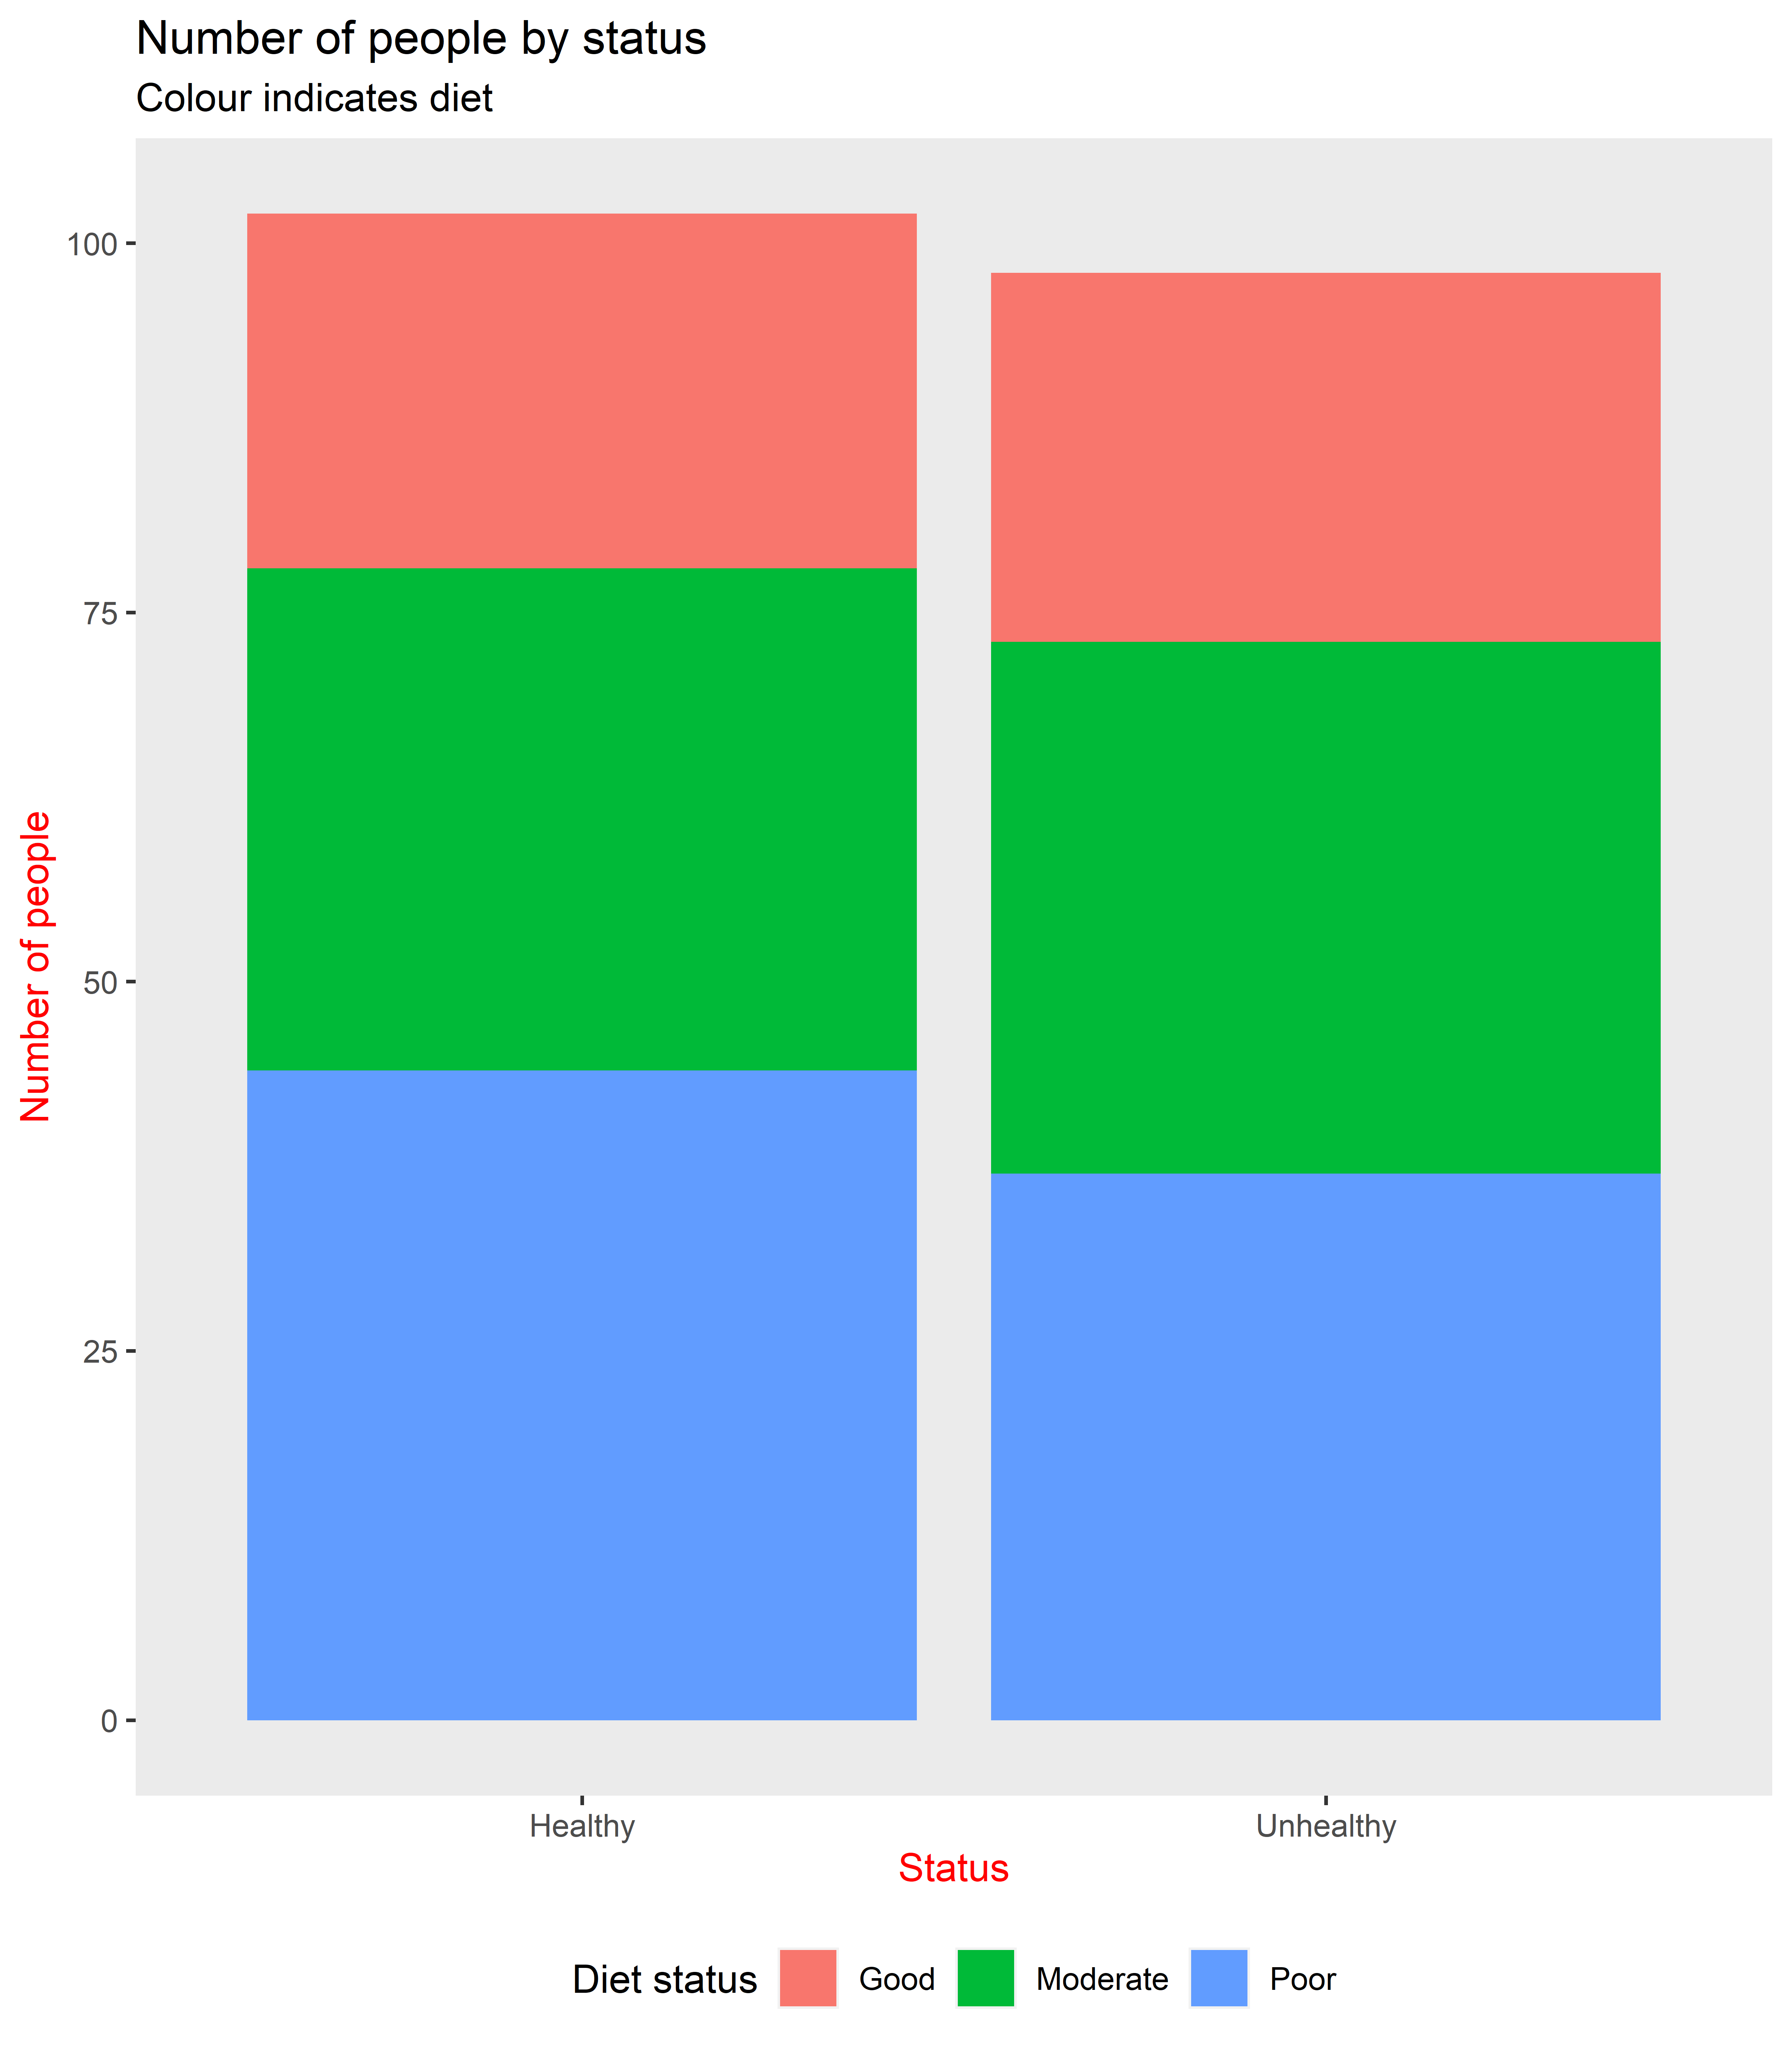 Number of people by status
Colour indicates diet
100
75
50
25
0
Number of people
Healthy
Unhealthy
Status
Diet status
Good
Moderate
Poor